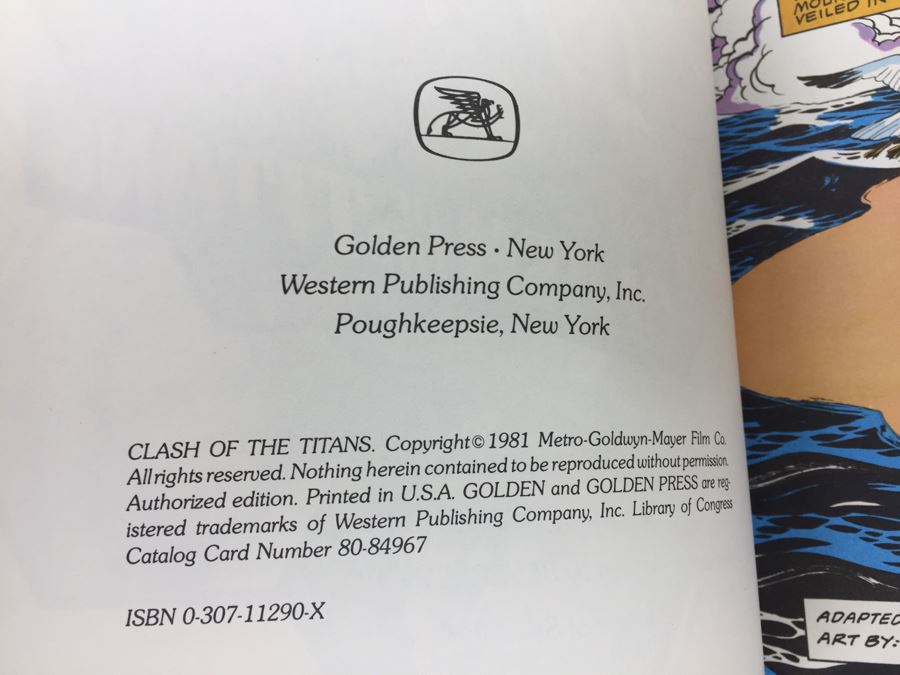 MOUN
VEILED IN
Golden Press • New York
Western Publishing Company, Inc.
Poughkeepsie, New York
CLASH OF THE TITANS. Copyright© 1981 Metro-Goldwyn-Mayer Film Co.
All rights reserved. Nothing herein contained to be reproduced without permission.
Authorized edition. Printed in U.S.A. GOLDEN and GOLDEN PRESS are reg-
istered trademarks of Western Publishing Company, Inc. Library of Congress
Catalog Card Number 80-84967
ISBN 0-307-11290-X
ADAPTED
ART BY: